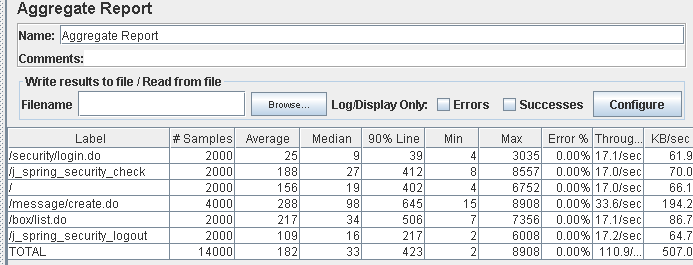 Aggregate Report
Name: Aggregate Report
Comments:
Write results to file / Read from file
Filename Browse... Log/Display Only: Errors Successes Configure
Label # Samples Average Median 90% Line Min Max Error % Throug... KB/sec
/security/login.do 2000 25 9 39 4 3035 0.00% 17.1/sec 61.9
/j_spring_security_check 2000 188 27 412 8 8557 0.00% 17.0/sec 70.0
/ 2000 156 19 402 4 6752 0.00% 17.0/sec 66.1
/message/create.do 4000 288 98 645 15 8908 0.00% 33.6/sec 194.2
/box/list.do 2000 217 34 506 7 7356 0.00% 17.1/sec 86.7
/j_spring_security_logout 2000 109 16 217 2 6008 0.00% 17.2/sec 64.7
TOTAL 14000 182 33 423 2 8908 0.00% 110.9/... 507.0